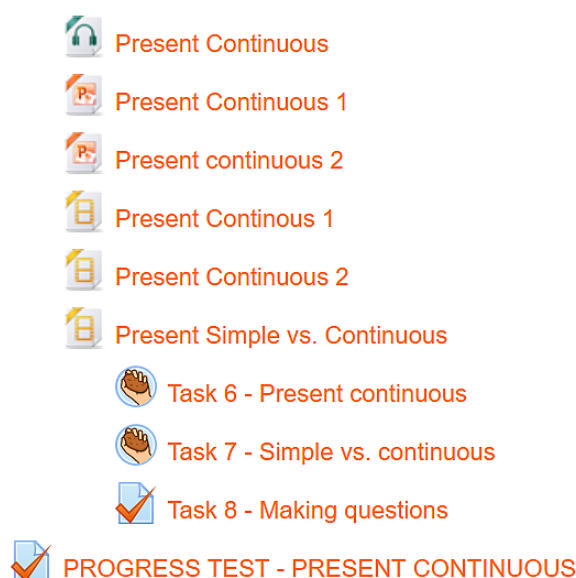 Present Continuous
Present Continuous 1
Present continuous 2
Present Continous 1
Present Continuous 2
Present Simple vs. Continuous
Task 6 - Present continuous
Task 7 - Simple vs. continuous
Task 8 - Making questions
PROGRESS TEST - PRESENT CONTINUOUS